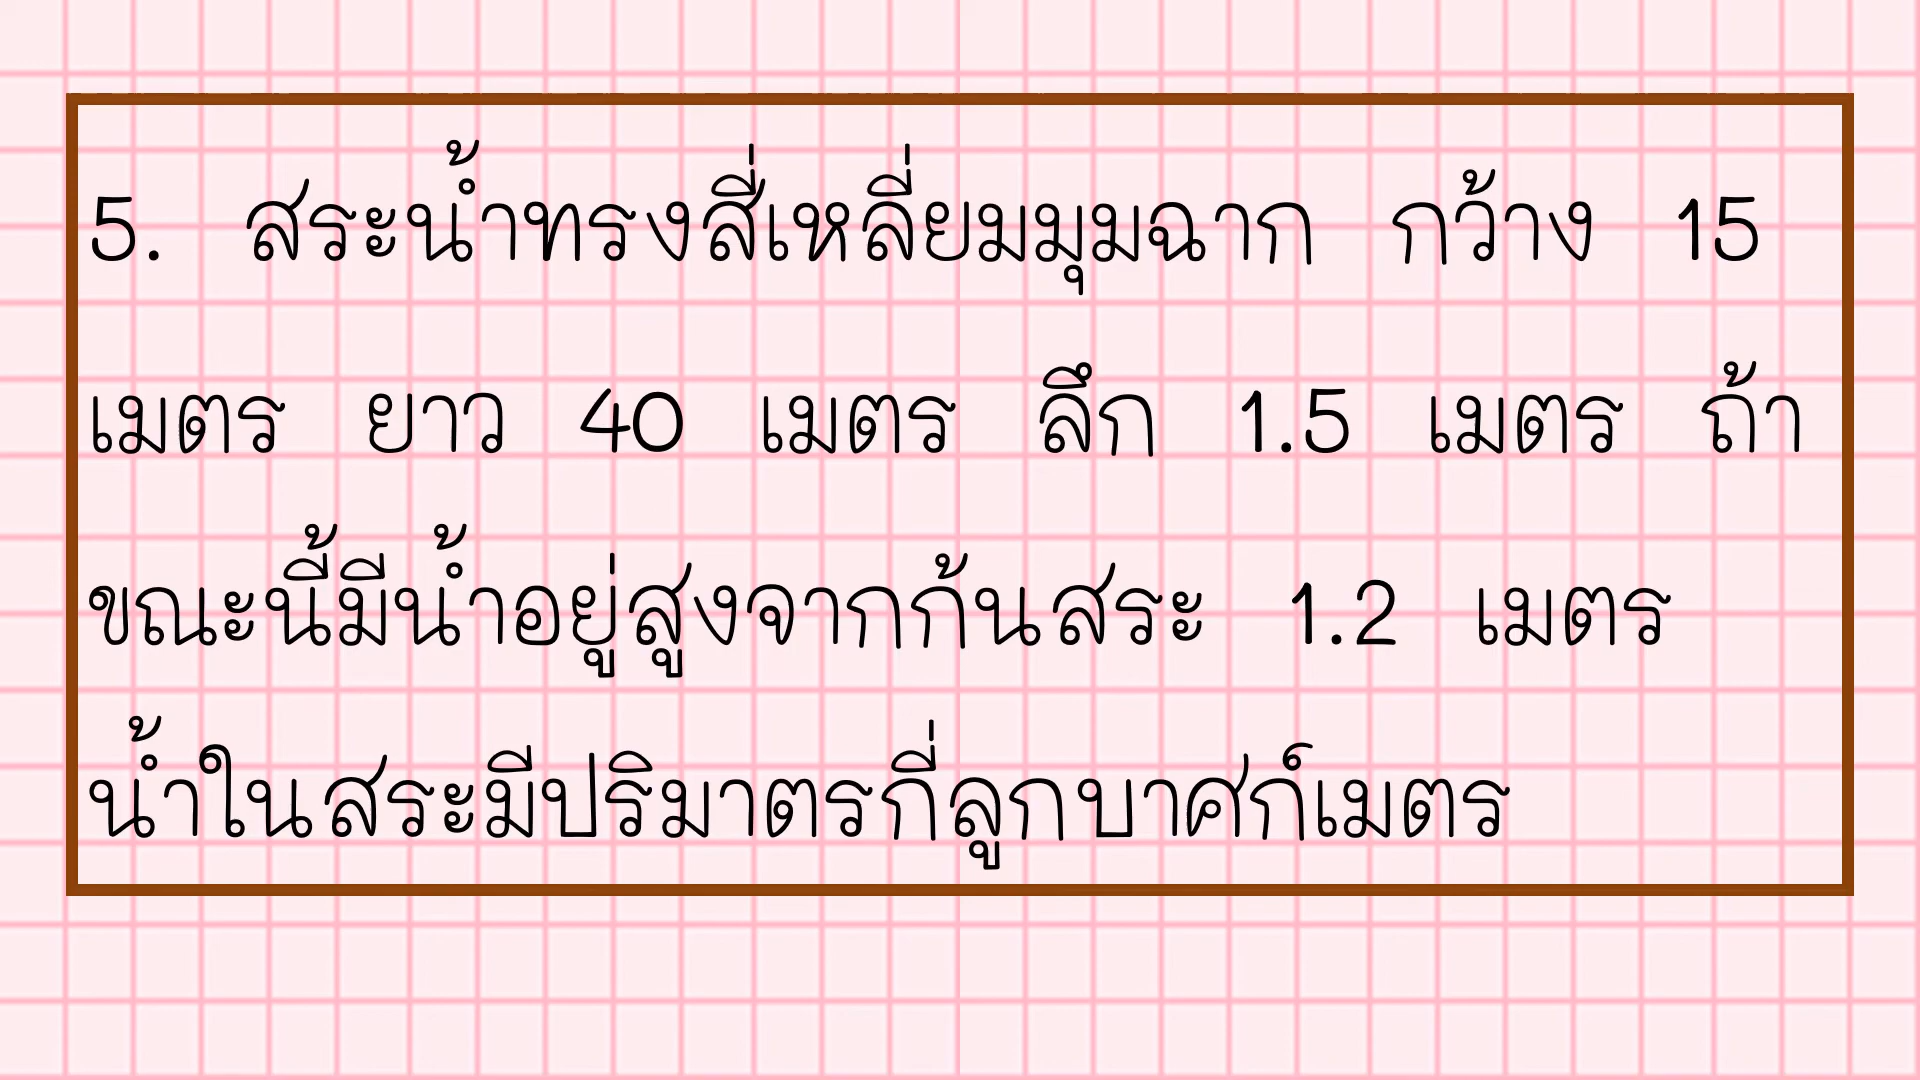 5. สระน้ำทรงสี่เหลี่ยมมุมฉาก กว้าง 15
เมตร ยาว 40 เมตร ลึก 1.5 เมตร ถ้า
ขณะนี้มีน้ำอยู่สูงจากก้นสระ 1.2 เมตร
น้ำในสระมีปริมาตรกี่ลูกบาศก์เมตร